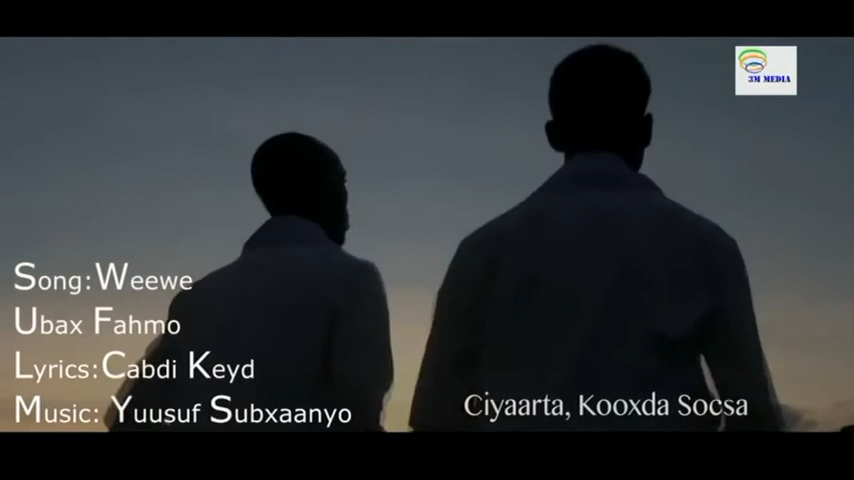 3M MEDIA
Song:Weewe
Ubax Fahmo
Lyrics:Cabdi Keyd
Music: Yuusuf Subxaanyo
Ciyaarta, Kooxda Socsa